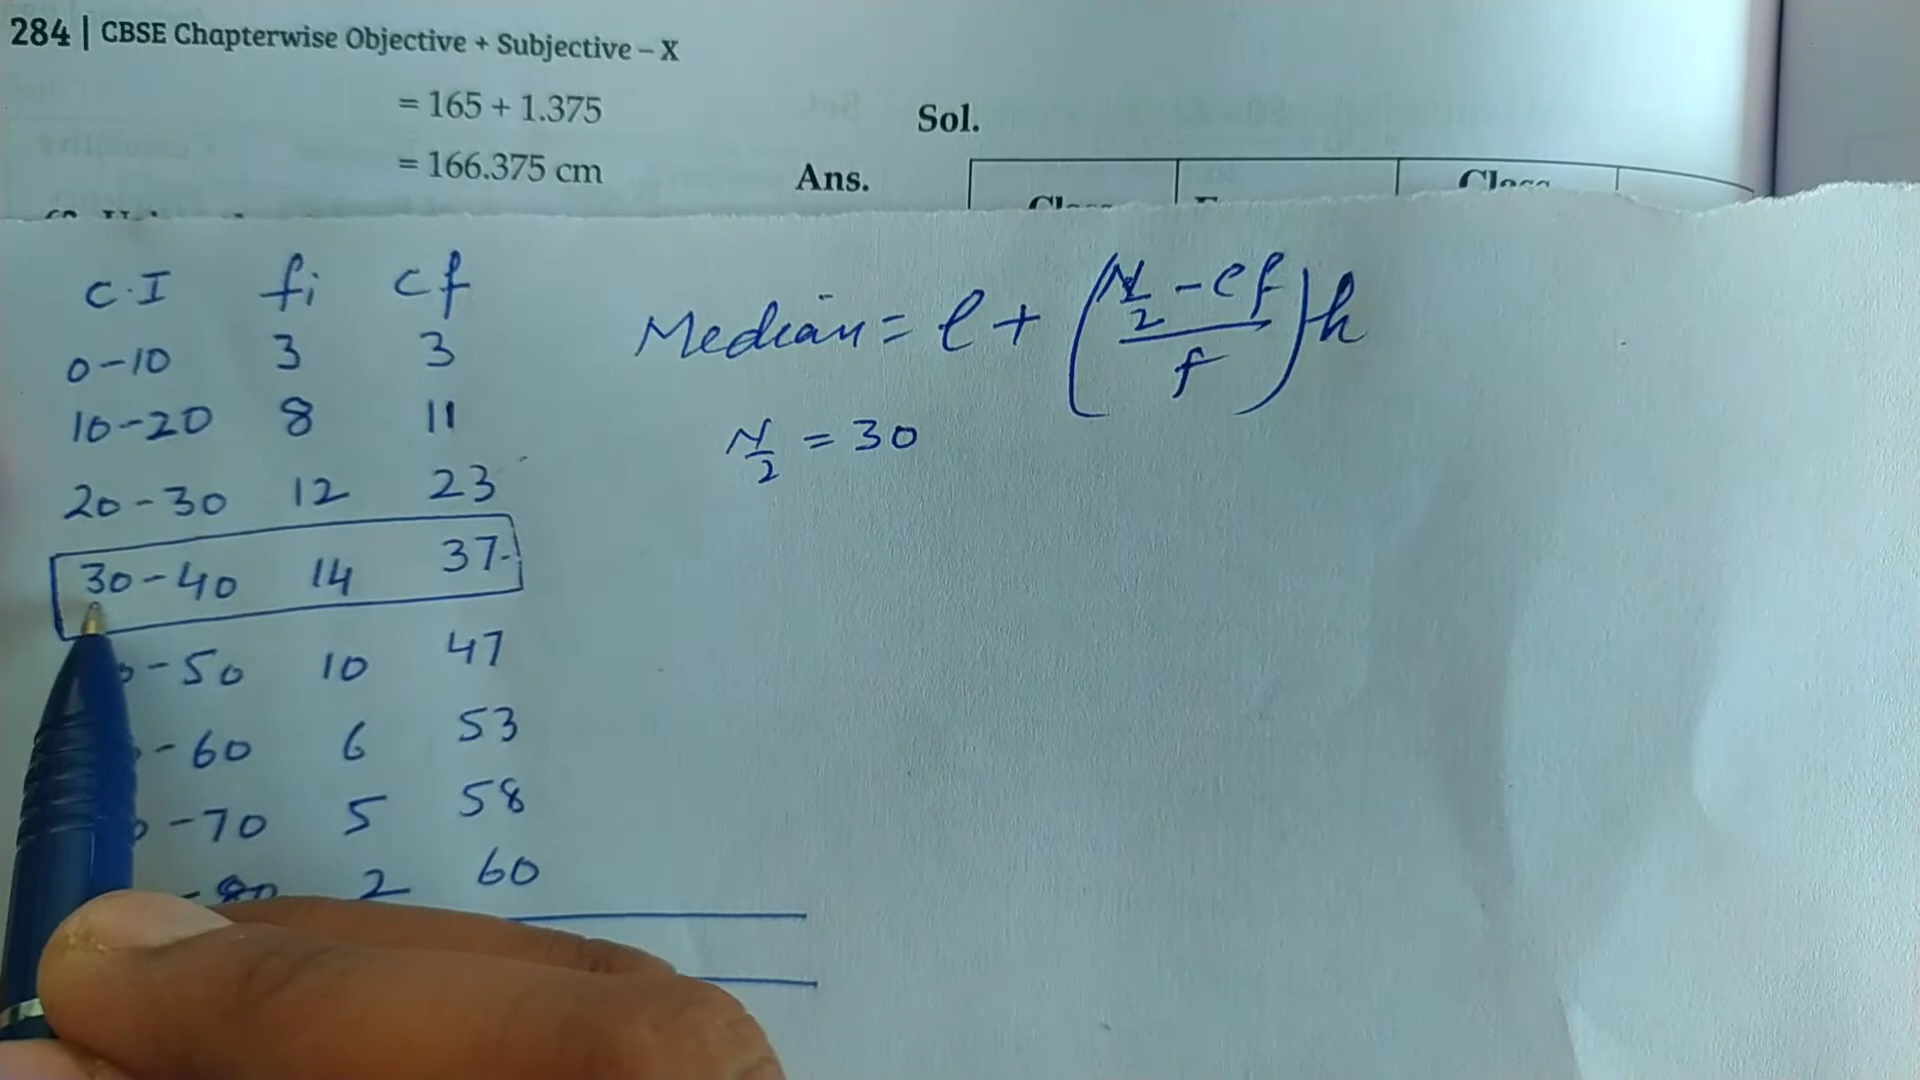 284 | CBSE Chapterwise Objective + Subjective – X
= 165 + 1.375
= 166.375 cm
Ans.
Sol.
Class
C.I fi cf
0-10 3 3
10-20 8 11
20-30 12 23
30-40 14 37
-50 10 47
-60 6 53
-70 5 58
-80 2 60
Median = l + ( N/2 - cf / f ) h
N/2 = 30